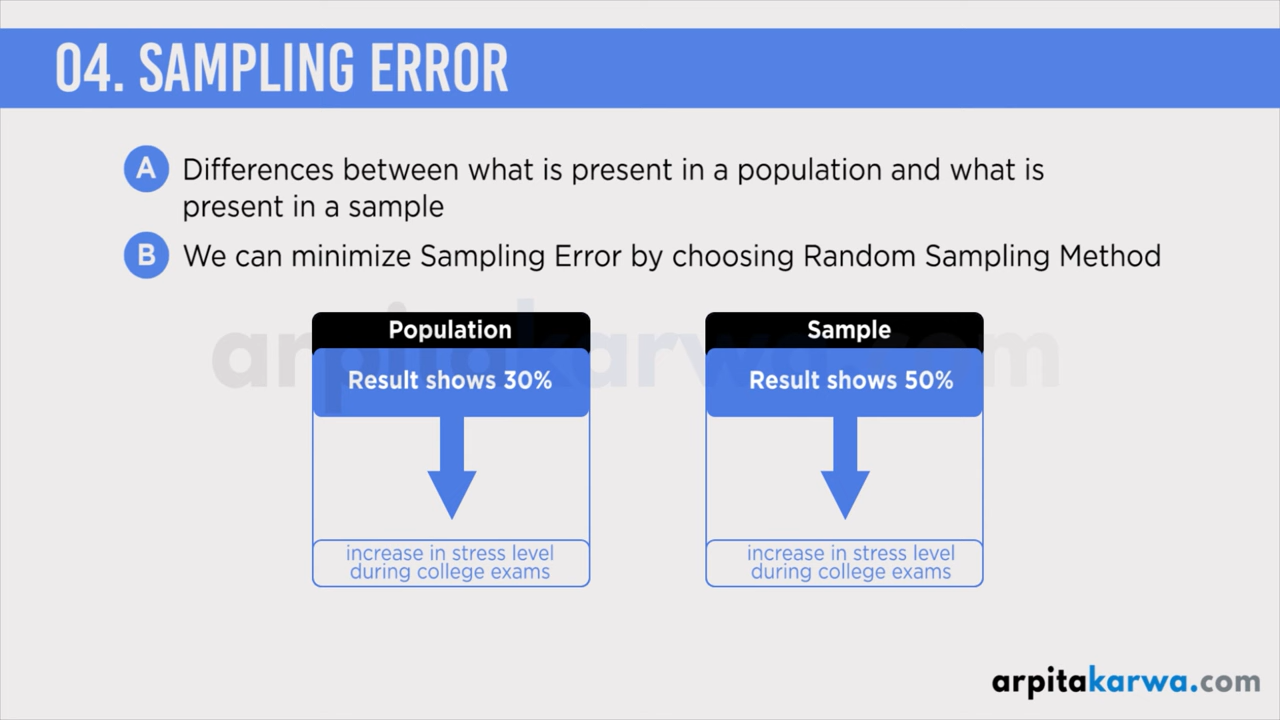 04. SAMPLING ERROR
A Differences between what is present in a population and what is
present in a sample
B We can minimize Sampling Error by choosing Random Sampling Method
arpitakarwa.com
Population
Result shows 30%
increase in stress level
during college exams
Sample
Result shows 50%
increase in stress level
during college exams
arpitakarwa.com